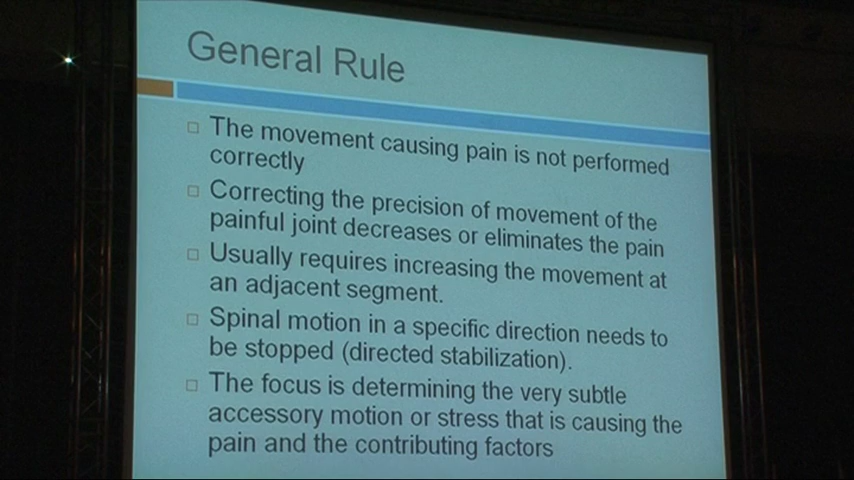 General Rule
The movement causing pain is not performed
correctly
Correcting the precision of movement of the
painful joint decreases or eliminates the pain
Usually requires increasing the movement at
an adjacent segment.
Spinal motion in a specific direction needs to
be stopped (directed stabilization).
The focus is determining the very subtle
accessory motion or stress that is causing the
pain and the contributing factors